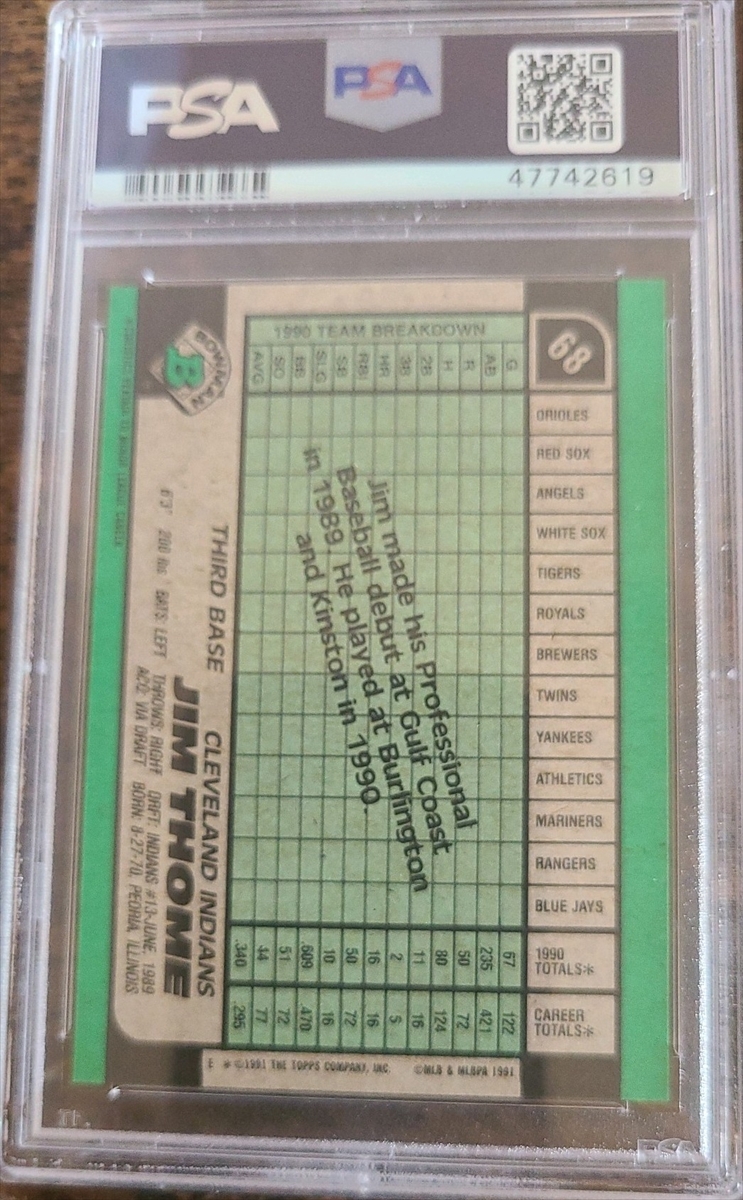 PSA
PSA
47742619
68
1990 TEAM BREAKDOWN
G AB R H 2B 3B HR RBI SB SLG BB SO AVG
ORIOLES
RED SOX
ANGELS
WHITE SOX
TIGERS
ROYALS
BREWERS
TWINS
YANKEES
ATHLETICS
MARINERS
RANGERS
BLUE JAYS
1990 TOTALS* 67 235 50 80 11 2 16 50 10 .609 51 44 .340
CAREER TOTALS* 122 421 72 124 16 5 16 72 16 .470 72 77 .295
Jim made his Professional
Baseball debut at Gulf Coast
in 1989. He played at Burlington
and Kinston in 1990.
BOWMAN
B
THIRD BASE CLEVELAND INDIANS
JIM THOME
6'3" 200 lbs. BATS: LEFT THROWS: RIGHT DRAFT: INDIANS #13-JUNE, 1989
ACQ: VIA DRAFT BORN: 8-27-70, PEORIA, ILLINOIS
E *©1991 THE TOPPS COMPANY, INC. ©MLB & MLBPA 1991
PSA